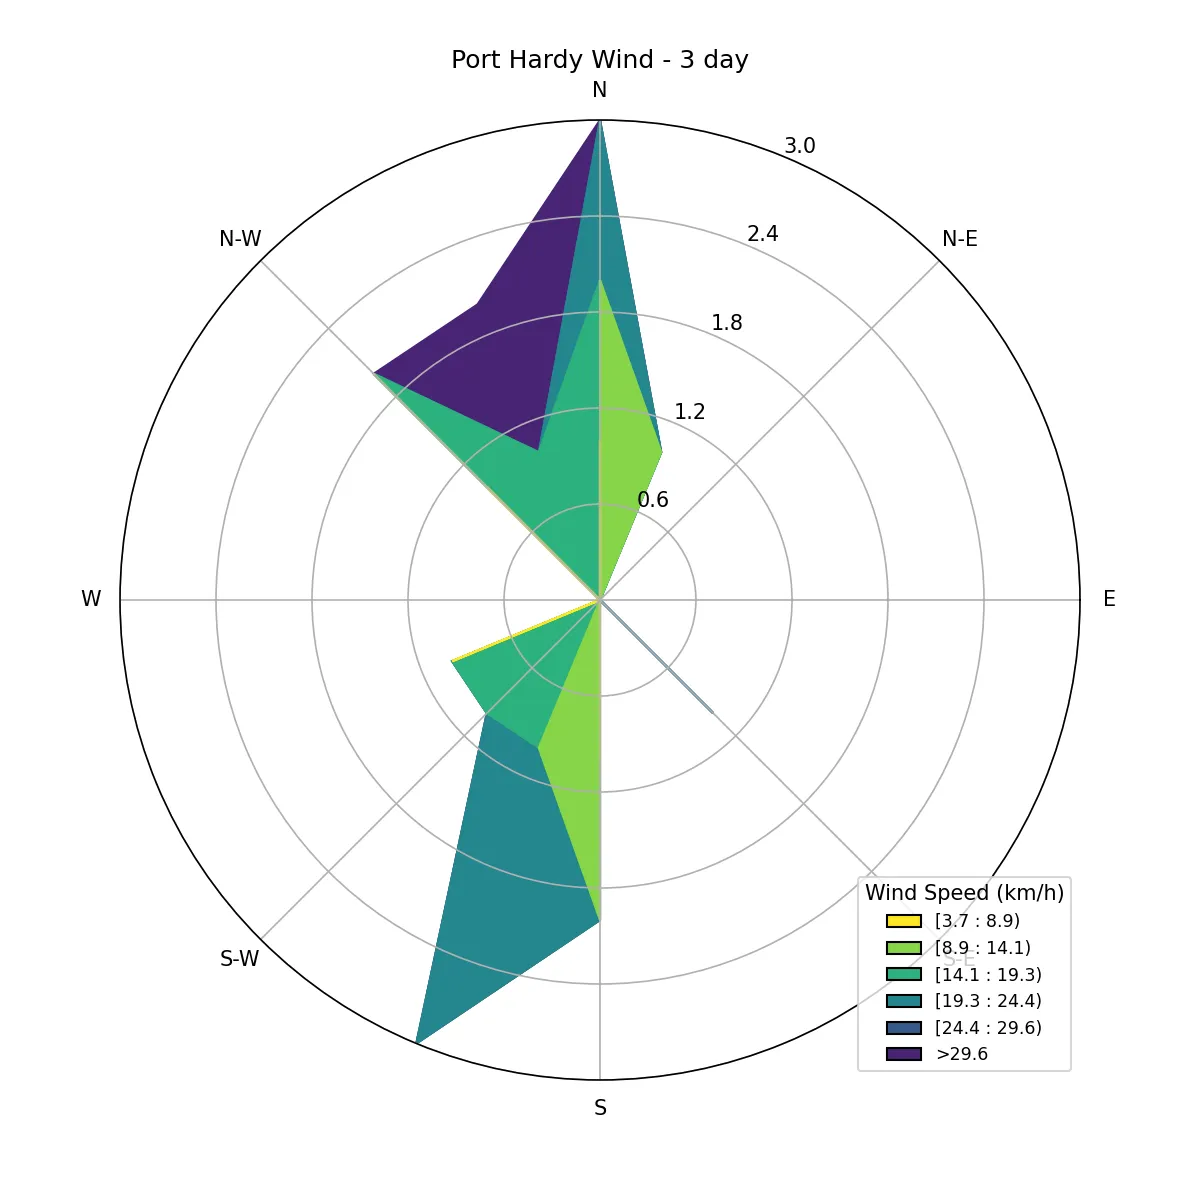 Port Hardy Wind - 3 day
N
3.0
N-W
2.4
N-E
1.8
1.2
0.6
W
E
Wind Speed (km/h)
[3.7 : 8.9)
[8.9 : 14.1)
S-W
S-E
[14.1 : 19.3)
[19.3 : 24.4)
[24.4 : 29.6)
>29.6
S